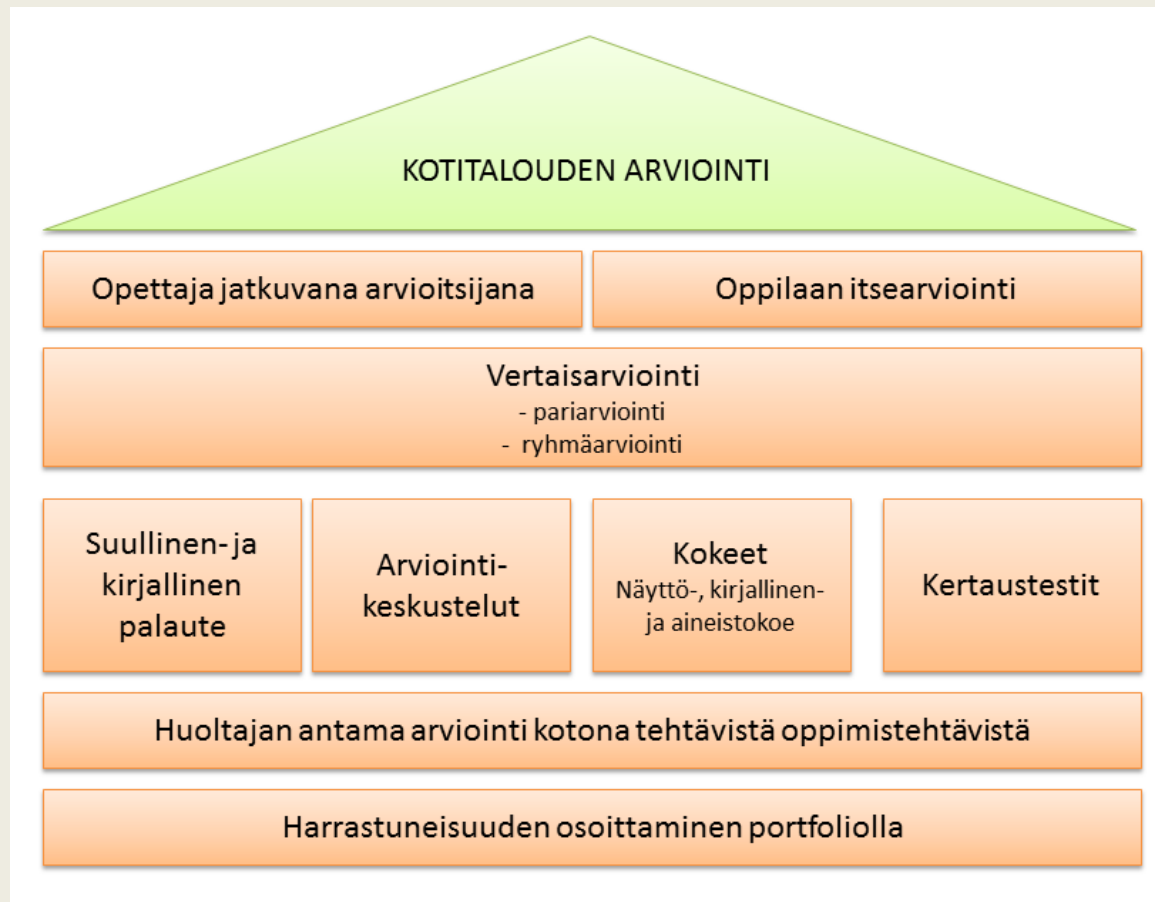 KOTITALOUDEN ARVIOINTI
Opettaja jatkuvana arvioitsijana
Oppilaan itsearviointi
Vertaisarviointi
- pariarviointi
- ryhmäarviointi
Suullinen- ja
kirjallinen
palaute
Arviointi-
keskustelut
Kokeet
Näyttö-, kirjallinen-
ja aineistokoe
Kertaustestit
Huoltajan antama arviointi kotona tehtävistä oppimistehtävistä
Harrastuneisuuden osoittaminen portfoliolla